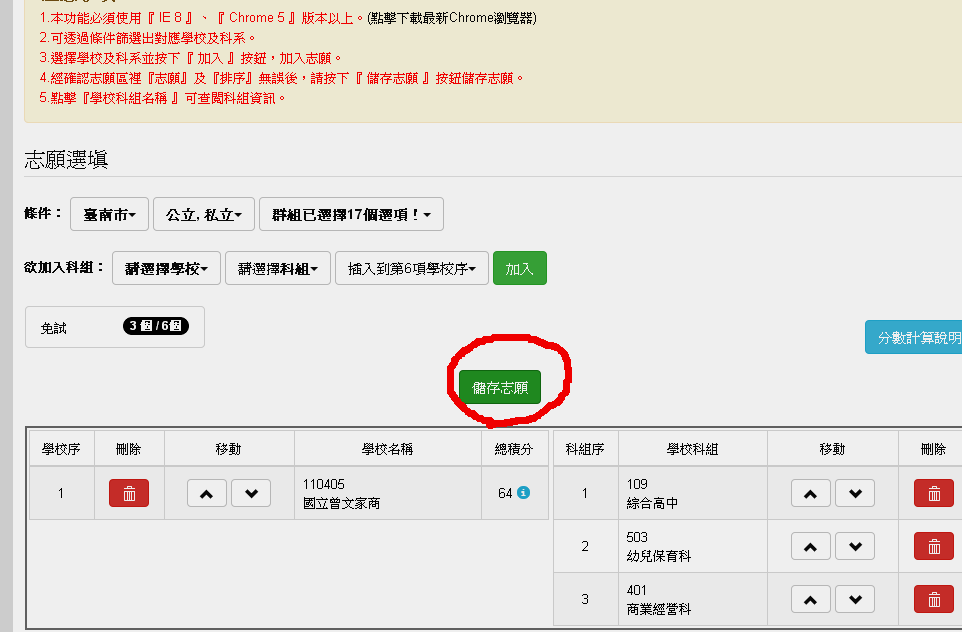 1.本功能必須使用『 IE 8 』、『 Chrome 5 』版本以上。(點擊下載最新Chrome瀏覽器)
2.可透過條件篩選出對應學校及科系。
3.選擇學校及科系並按下『 加入 』按鈕，加入志願。
4.經確認志願區裡『志願』及『排序』無誤後，請按下『 儲存志願 』按鈕儲存志願。
5.點擊『學校科組名稱 』可查閱科組資訊。
志願選填
條件： 臺南市 公立, 私立 群組已選擇17個選項！
欲加入科組： 請選擇學校 請選擇科組 插入到第6項學校序 加入
免試 3 個 / 6個
分數計算說明
儲存志願
學校序 刪除 移動 學校名稱 總積分 科組序 學校科組 移動 刪除
1 110405 國立曾文家商 64 1 109 綜合高中
2 503 幼兒保育科
3 401 商業經營科